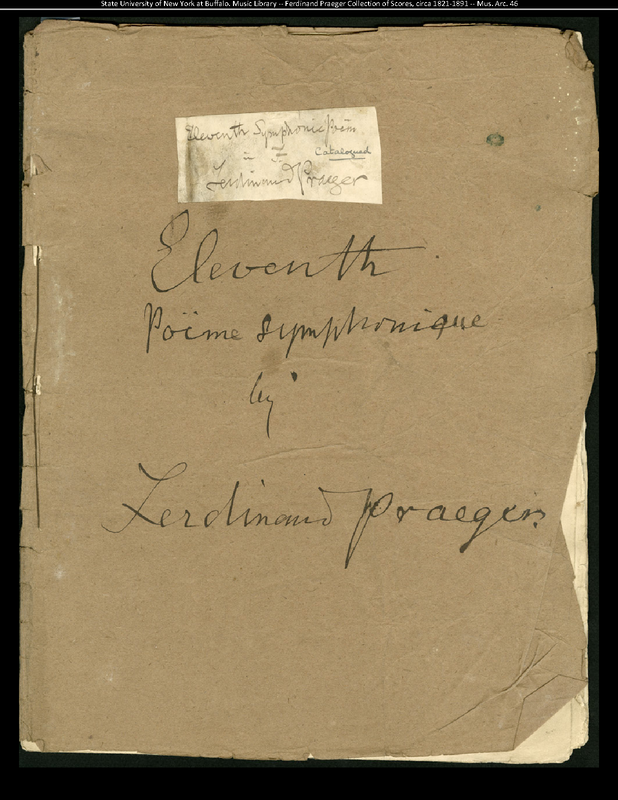 State University of New York at Buffalo. Music Library -- Ferdinand Praeger Collection of Scores, circa 1821-1891 -- Mus. Arc. 46
Eleventh Symphonic Poëm
Catalogued
Ferdinand Praeger
Eleventh
Poëme Symphonique
by
Ferdinand Praeger.